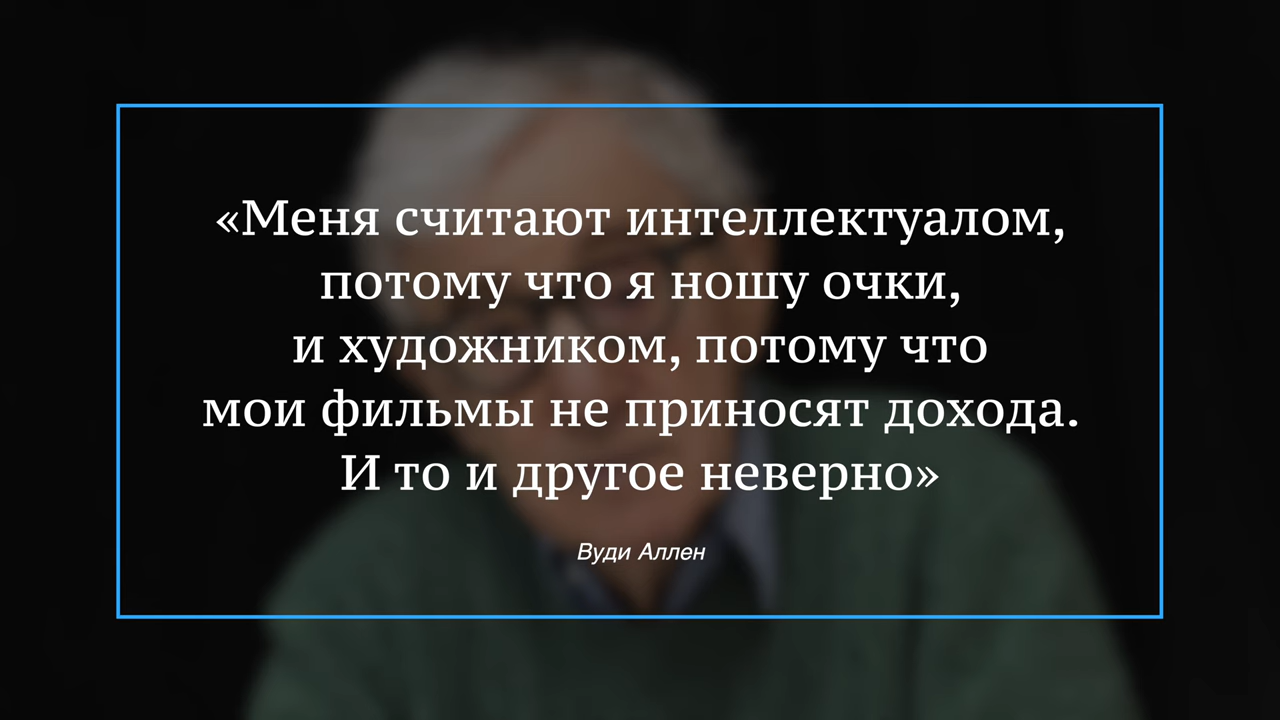 «Меня считают интеллектуалом,
потому что я ношу очки,
и художником, потому что
мои фильмы не приносят дохода.
И то и другое неверно»
Вуди Аллен